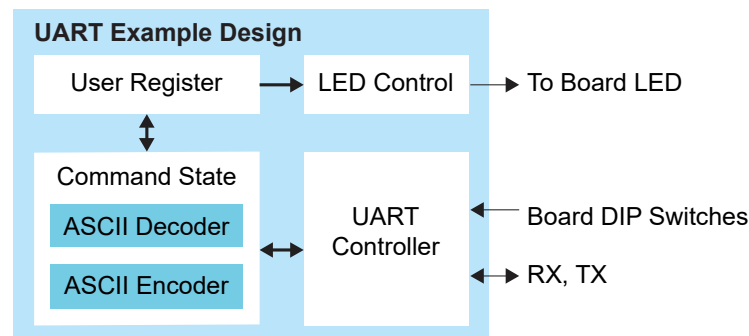 UART Example Design
User Register
LED Control
To Board LED
Command State
ASCII Decoder
ASCII Encoder
UART
Controller
Board DIP Switches
RX, TX